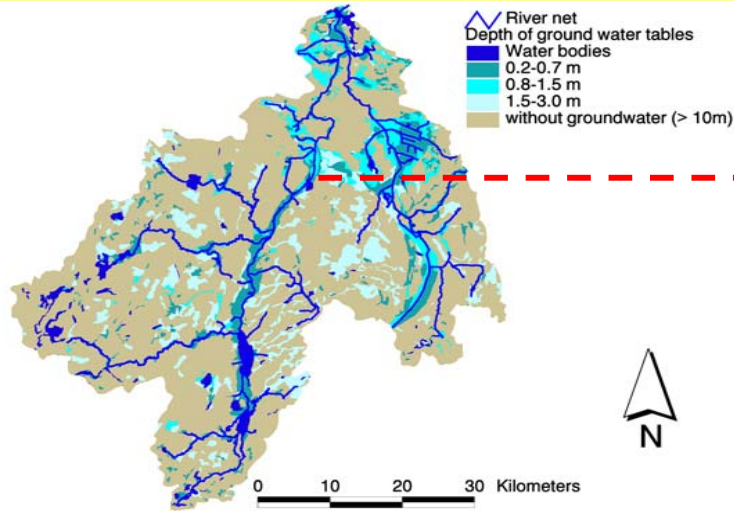 River net
Depth of ground water tables
Water bodies
0.2-0.7 m
0.8-1.5 m
1.5-3.0 m
without groundwater (> 10m)
N
0 10 20 30 Kilometers